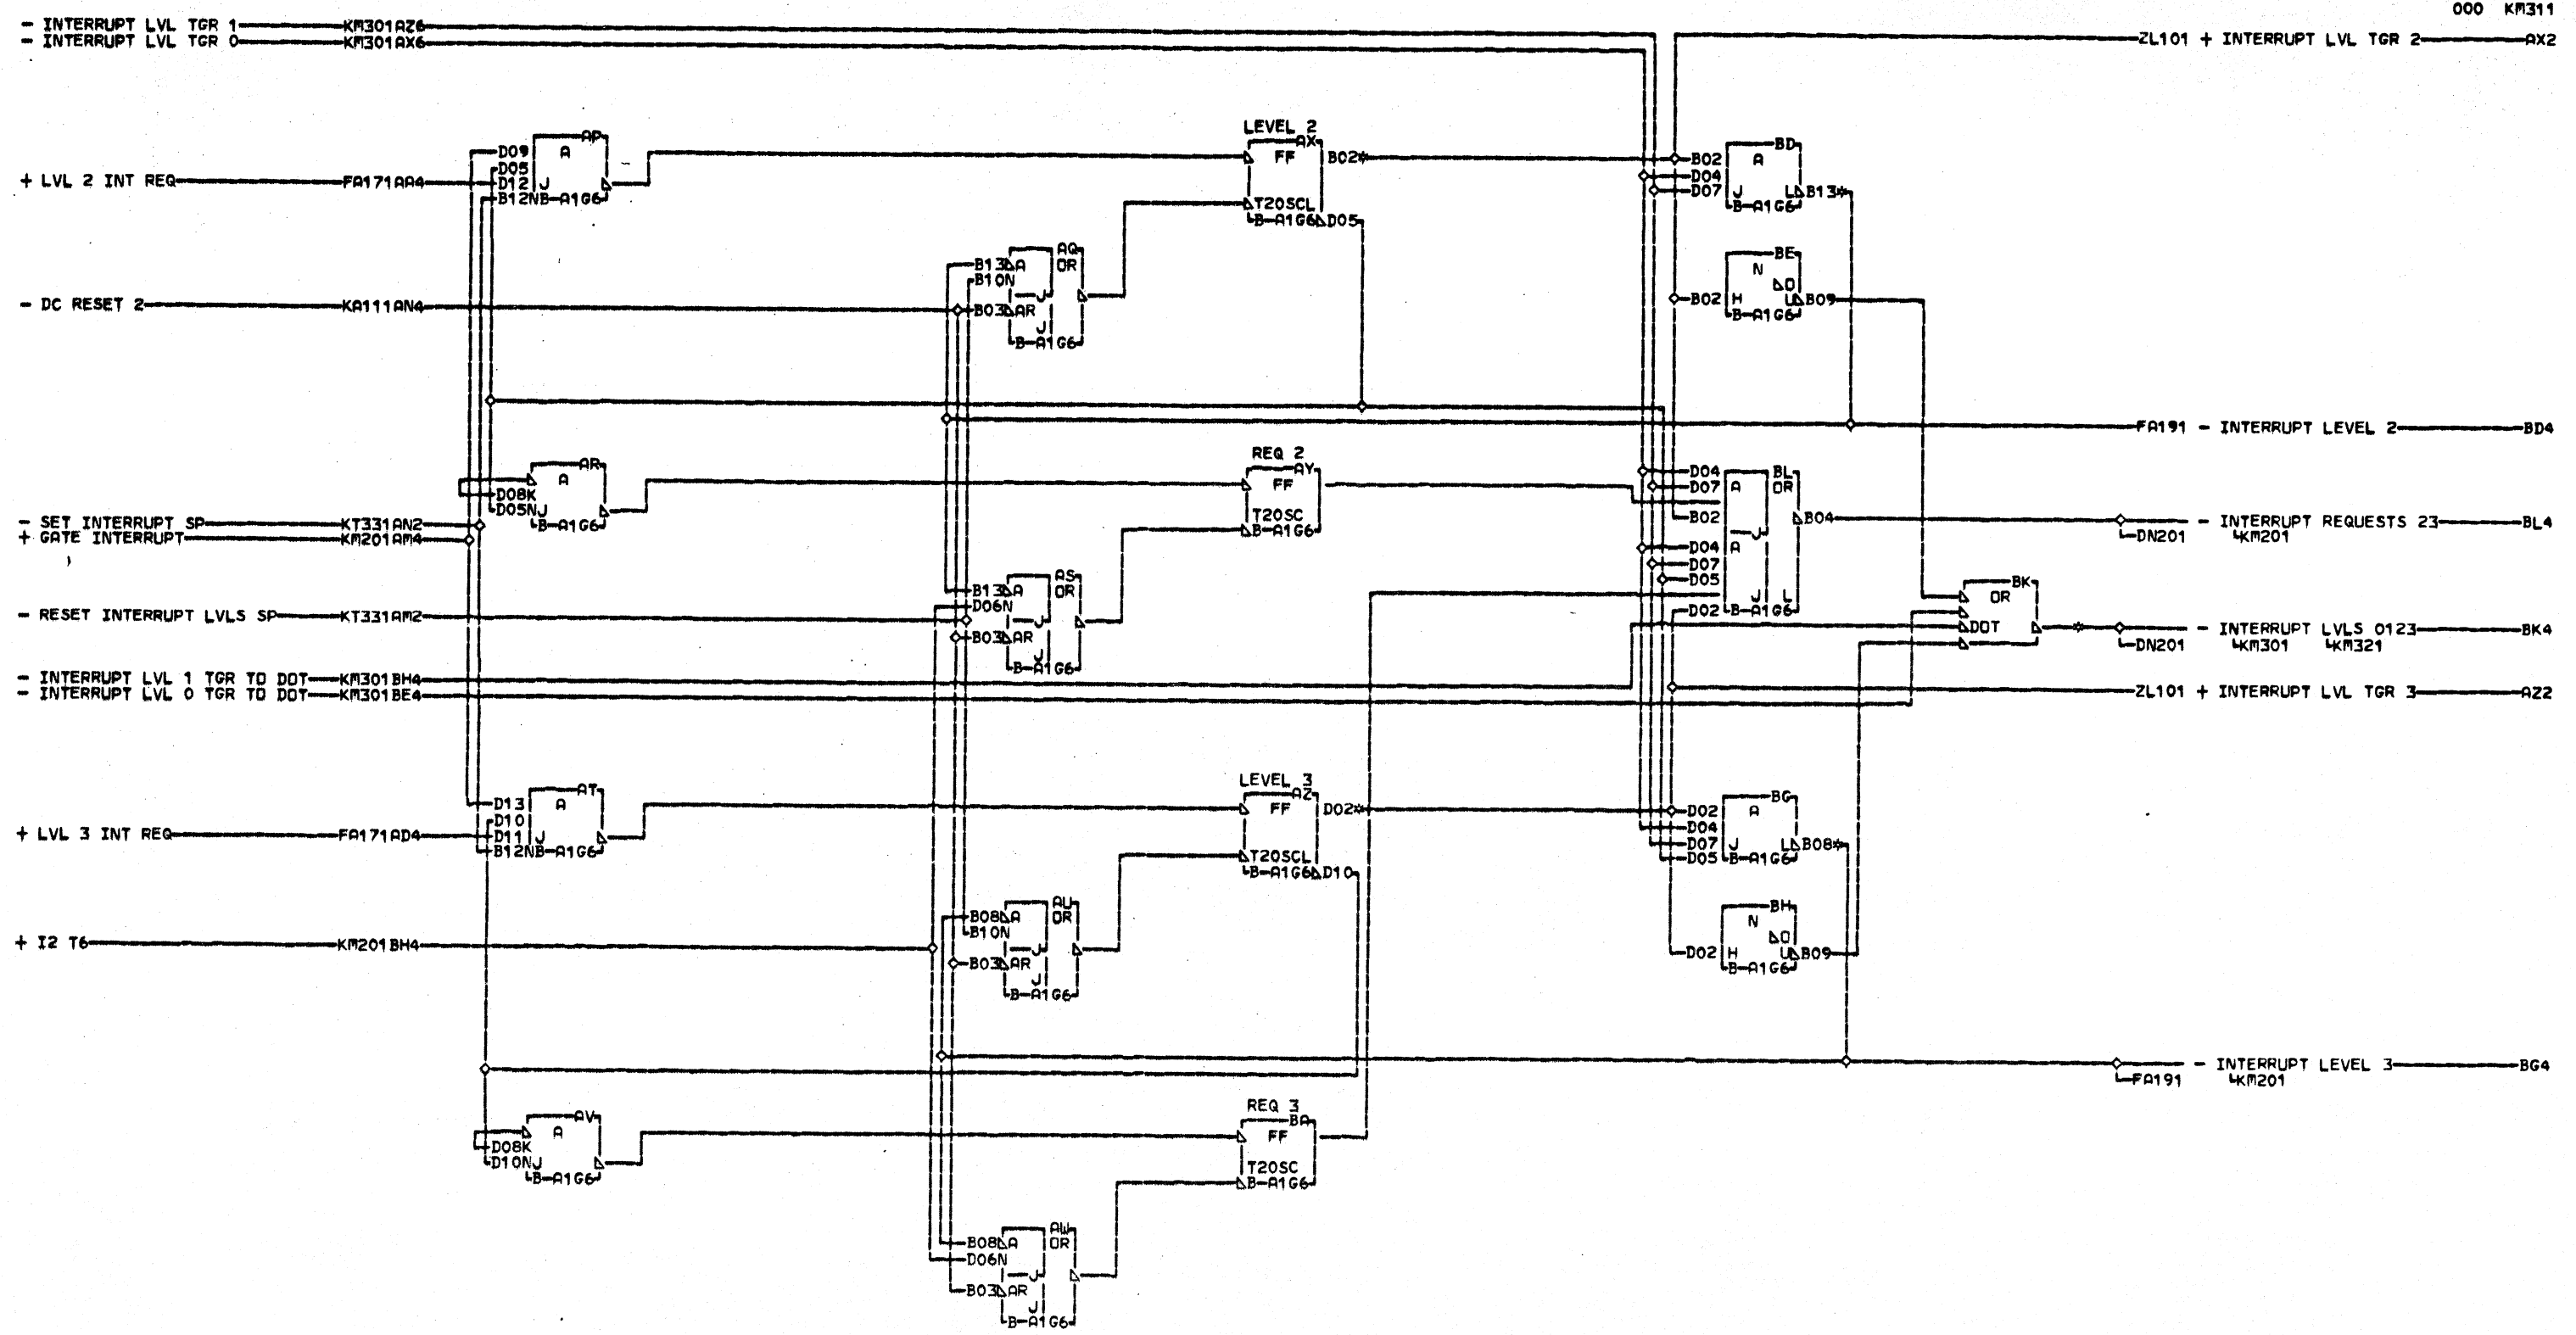 000 KM311
- INTERRUPT LVL TGR 1 KM301AZ6
- INTERRUPT LVL TGR 0 KM301AX6
ZL101 + INTERRUPT LVL TGR 2 AX2
LEVEL 2
AP
D09 A
D05
+ LVL 2 INT REQ FA171AA4 D12 J
B12N B-A1G6
AX
FF B02*
T20SCL
B-A1G6 D05
BD
B02 A
D04
D07 J L B13*
B-A1G6
AQ
B13 A OR
B10N
J
- DC RESET 2 KA111AN4 B03 AR
J
B-A1G6
BE
N
O
B02 H U B09
B-A1G6
FA191 - INTERRUPT LEVEL 2 BD4
REQ 2
AR
A
D08K
D05N J
B-A1G6
AY
FF
T20SC
B-A1G6
D04 BL
D07 A OR
B02
J
D04 A
D07
D05
J L
D02 B-A1G6
B04
- INTERRUPT REQUESTS 23 BL4
DN201 KM201
- SET INTERRUPT SP KT331AN2
+ GATE INTERRUPT KM201AM4
AS
B13 A OR
D06N
J
- RESET INTERRUPT LVLS SP KT331AM2
B03 AR
J
B-A1G6
BK
OR
DOT
- INTERRUPT LVLS 0123 BK4
DN201 KM301 KM321
- INTERRUPT LVL 1 TGR TO DOT KM301BH4
- INTERRUPT LVL 0 TGR TO DOT KM301BE4
ZL101 + INTERRUPT LVL TGR 3 AZ2
LEVEL 3
AT
D13 A
D10
+ LVL 3 INT REQ FA171AD4 D11 J
B12N B-A1G6
AZ
FF D02*
T20SCL
B-A1G6 D10
BG
D02 A
D04
D07 J L B08*
D05 B-A1G6
AU
B08 A OR
B10N
J
+ I2 T6 KM201BH4
B03 AR
J
B-A1G6
BH
N
O
D02 H U B09
B-A1G6
- INTERRUPT LEVEL 3 BG4
FA191 KM201
REQ 3
AV
A
D08K
D10N J
B-A1G6
BA
FF
T20SC
B-A1G6
AW
B08 A OR
D06N
J
B03 AR
J
B-A1G6